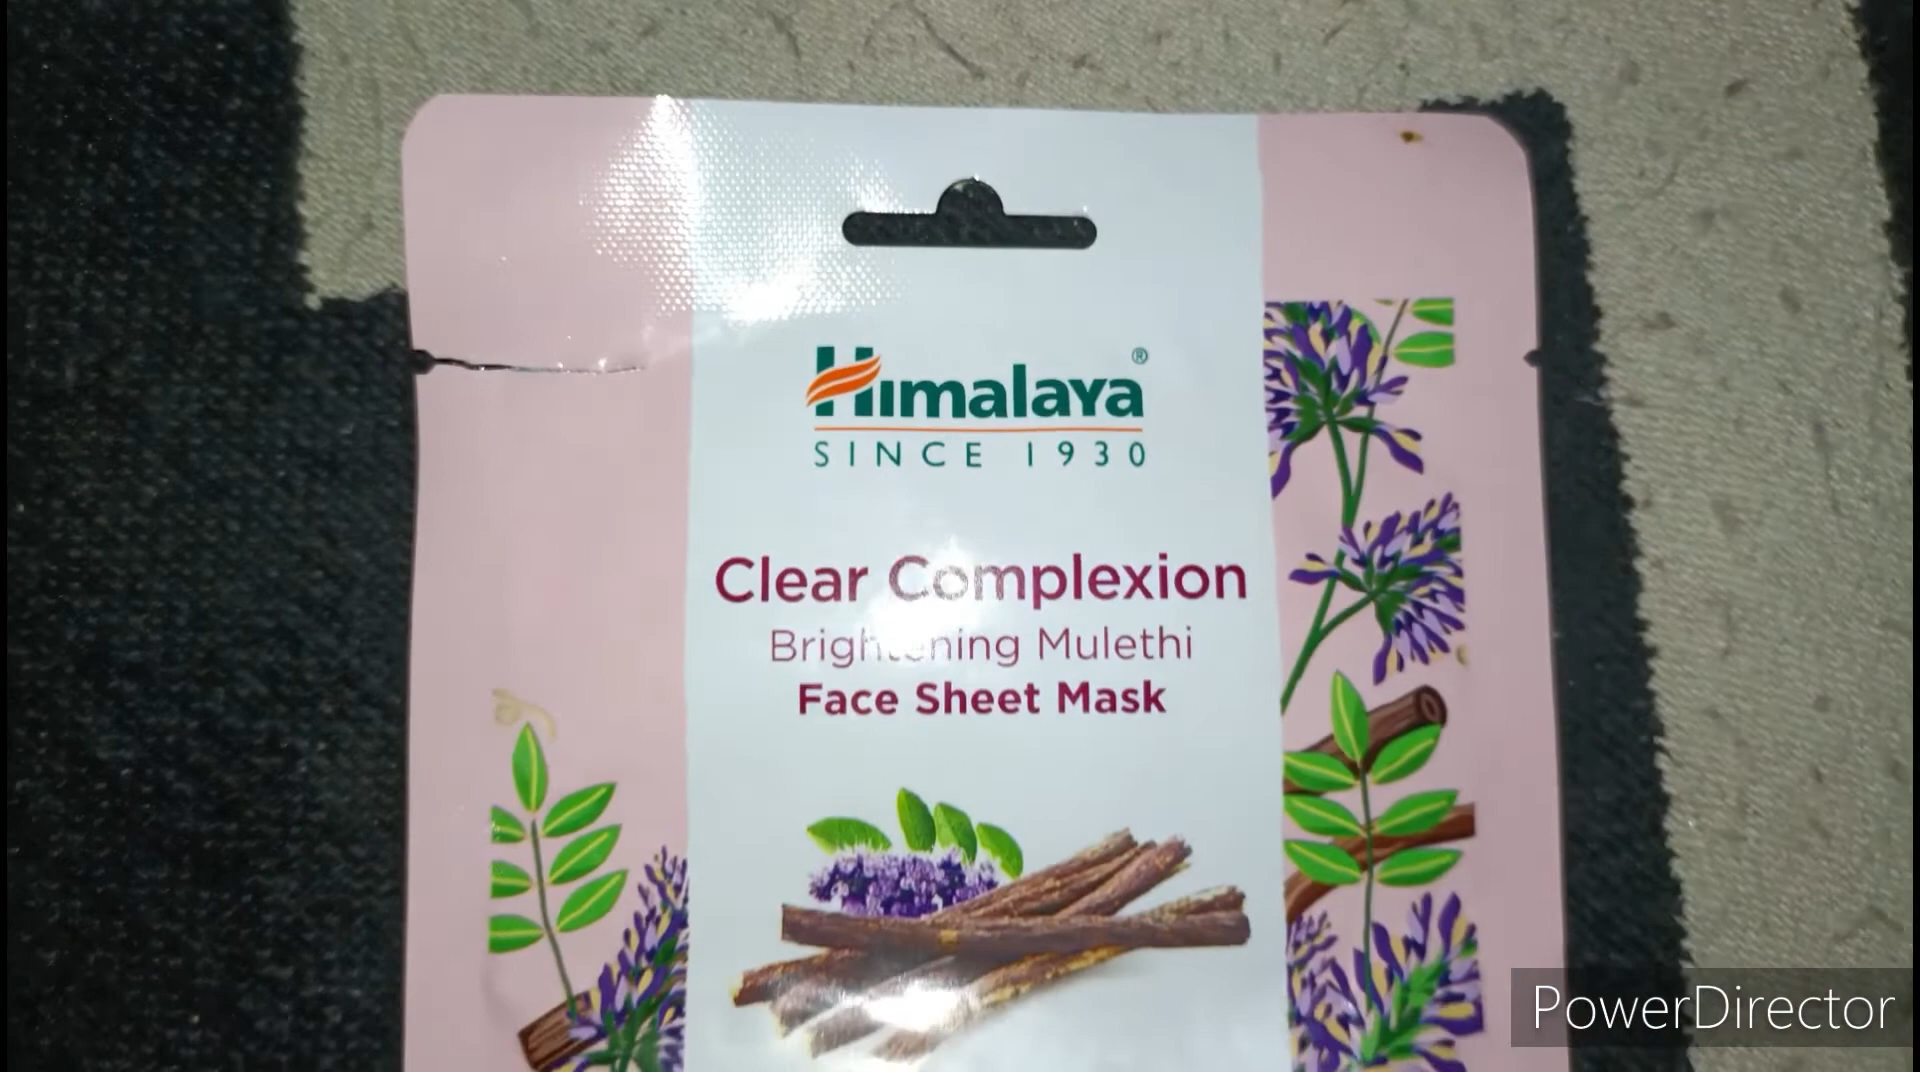 Himalaya®
SINCE 1930
Clear Complexion
Brightening Mulethi
Face Sheet Mask
PowerDirector